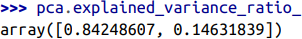 >>> pca.explained_variance_ratio_
array([0.84248607, 0.14631839])